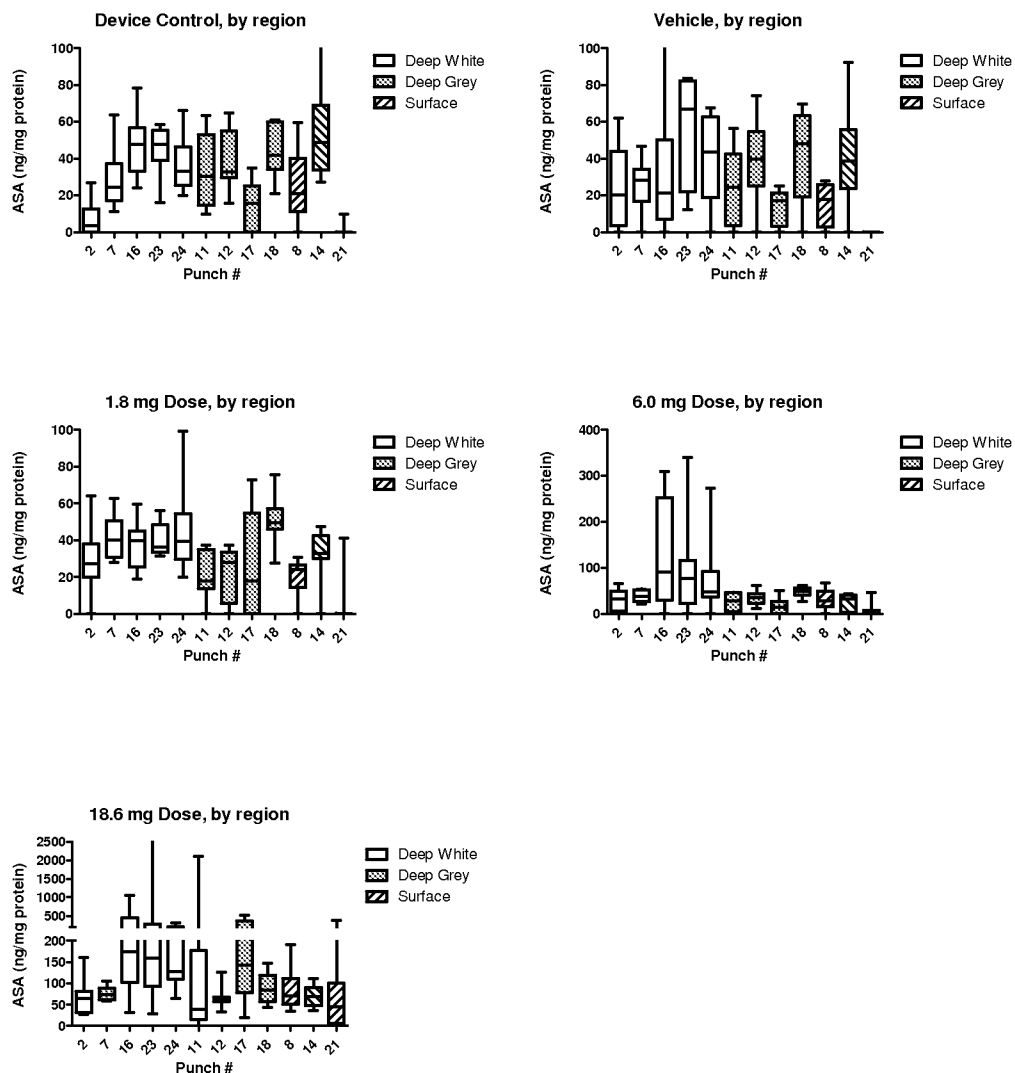 Device Control, by region
Deep White
Deep Grey
Surface
ASA (ng/mg protein)
100
80
60
40
20
0
2 7 16 23 24 11 12 17 18 8 14 21
Punch #
Vehicle, by region
Deep White
Deep Grey
Surface
ASA (ng/mg protein)
100
80
60
40
20
0
2 7 16 23 24 11 12 17 18 8 14 21
Punch #
1.8 mg Dose, by region
Deep White
Deep Grey
Surface
ASA (ng/mg protein)
100
80
60
40
20
0
2 7 16 23 24 11 12 17 18 8 14 21
Punch #
6.0 mg Dose, by region
Deep White
Deep Grey
Surface
ASA (ng/mg protein)
400
300
200
100
0
2 7 16 23 24 11 12 17 18 8 14 21
Punch #
18.6 mg Dose, by region
Deep White
Deep Grey
Surface
ASA (ng/mg protein)
2500
2000
1500
1000
500
200
150
100
50
0
2 7 16 23 24 11 12 17 18 8 14 21
Punch #